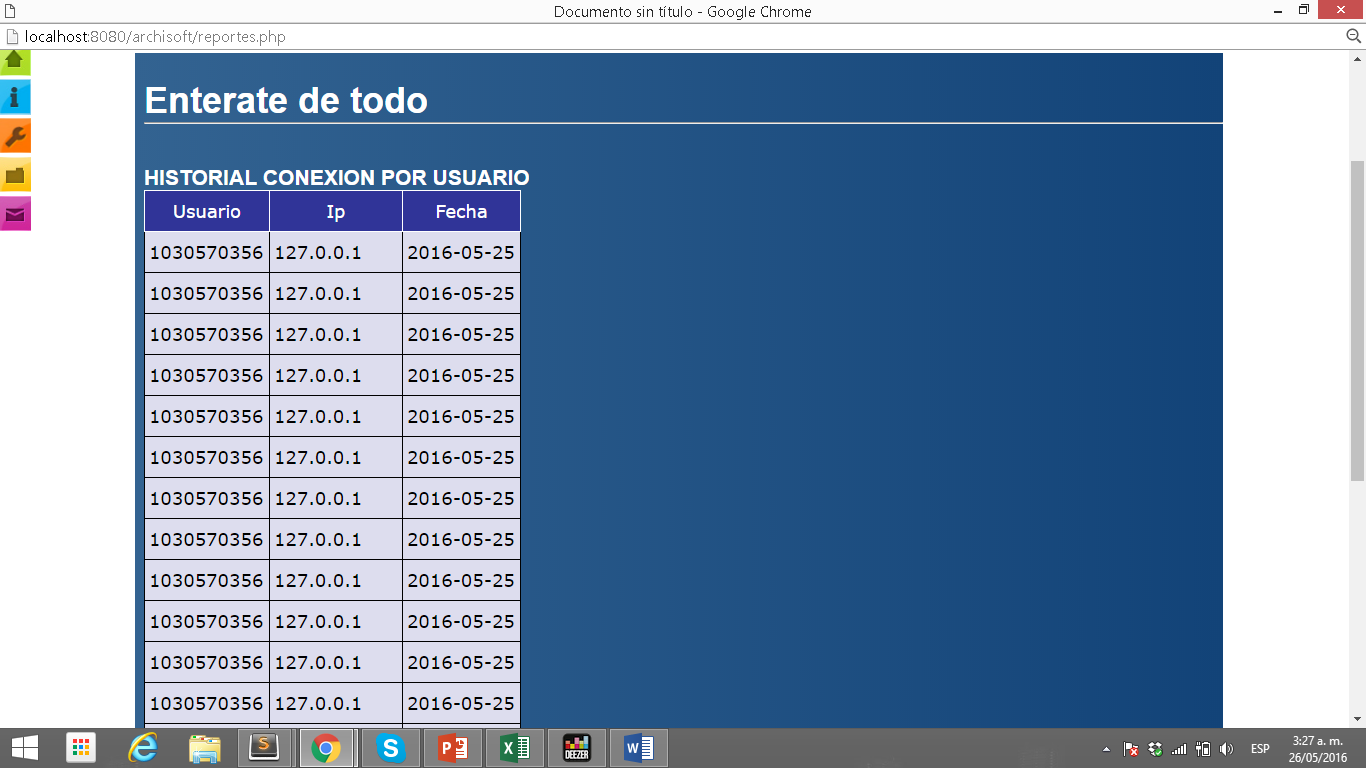 Documento sin título - Google Chrome
localhost:8080/archisoft/reportes.php
Enterate de todo
HISTORIAL CONEXION POR USUARIO
Usuario Ip Fecha
1030570356 127.0.0.1 2016-05-25
1030570356 127.0.0.1 2016-05-25
1030570356 127.0.0.1 2016-05-25
1030570356 127.0.0.1 2016-05-25
1030570356 127.0.0.1 2016-05-25
1030570356 127.0.0.1 2016-05-25
1030570356 127.0.0.1 2016-05-25
1030570356 127.0.0.1 2016-05-25
1030570356 127.0.0.1 2016-05-25
1030570356 127.0.0.1 2016-05-25
1030570356 127.0.0.1 2016-05-25
1030570356 127.0.0.1 2016-05-25
DEEZER
ESP
3:27 a. m.
26/05/2016